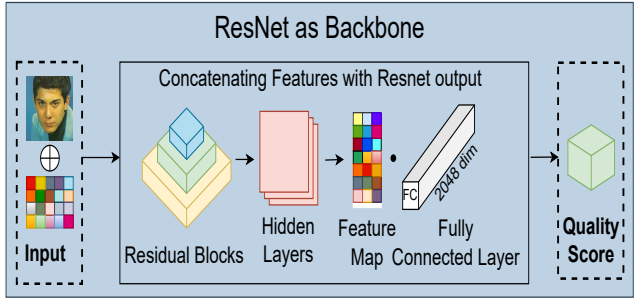 ResNet as Backbone
Concatenating Features with Resnet output
FC
2048 dim
Input
Residual Blocks
Hidden
Layers
Feature
Map
Fully
Connected Layer
Quality
Score